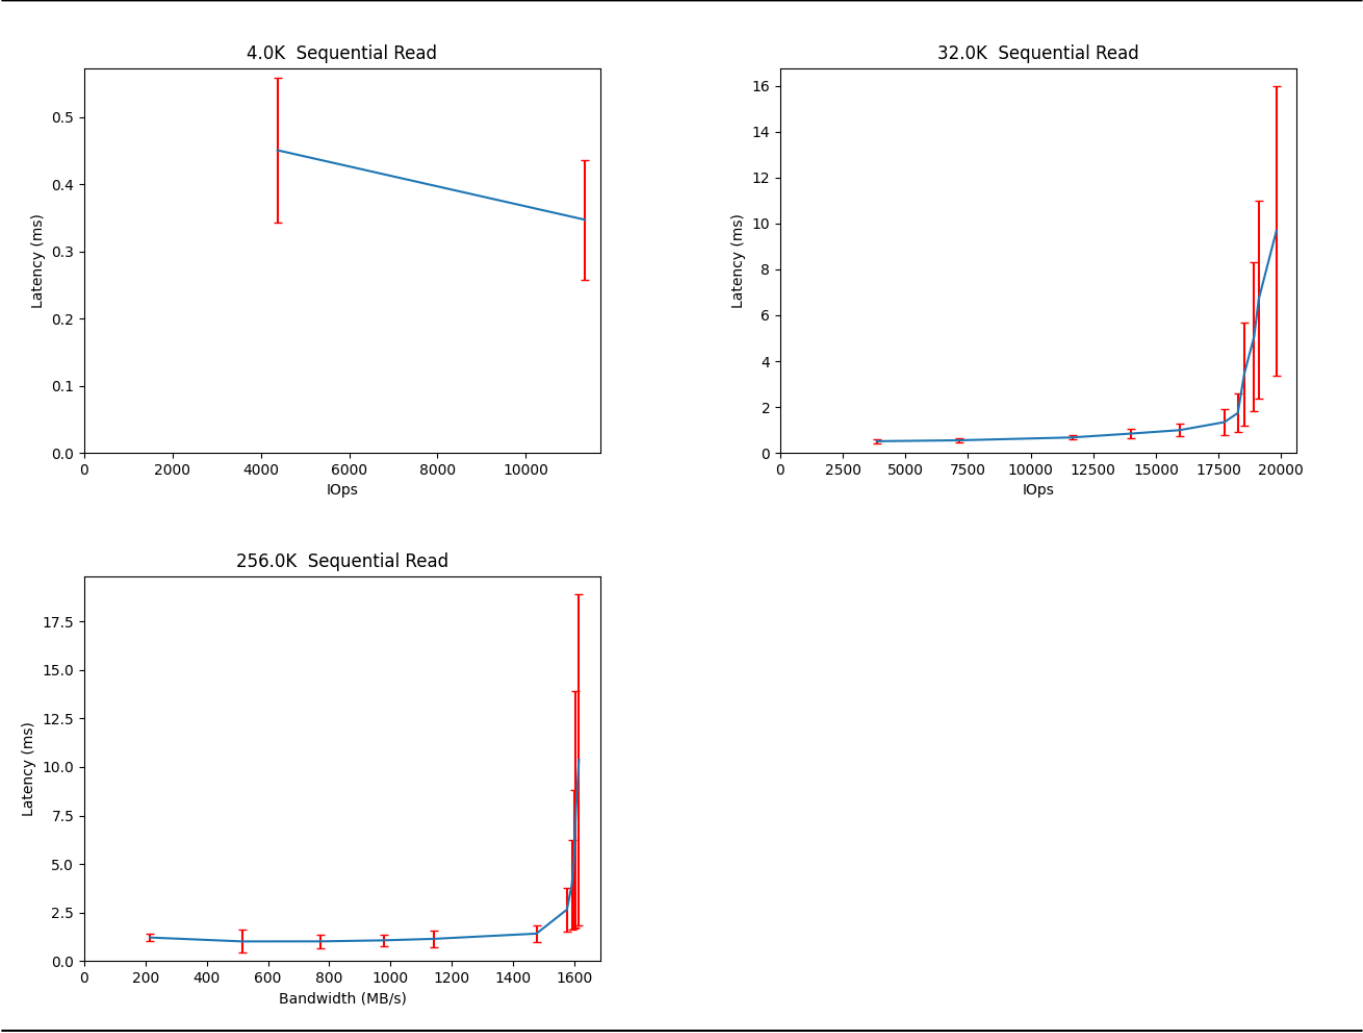 4.0K  Sequential Read
0.5
0.4
0.3
0.2
0.1
0.0
Latency (ms)
0 2000 4000 6000 8000 10000
IOps
32.0K  Sequential Read
16
14
12
10
8
6
4
2
0
Latency (ms)
0 2500 5000 7500 10000 12500 15000 17500 20000
IOps
256.0K  Sequential Read
17.5
15.0
12.5
10.0
7.5
5.0
2.5
0.0
Latency (ms)
0 200 400 600 800 1000 1200 1400 1600
Bandwidth (MB/s)